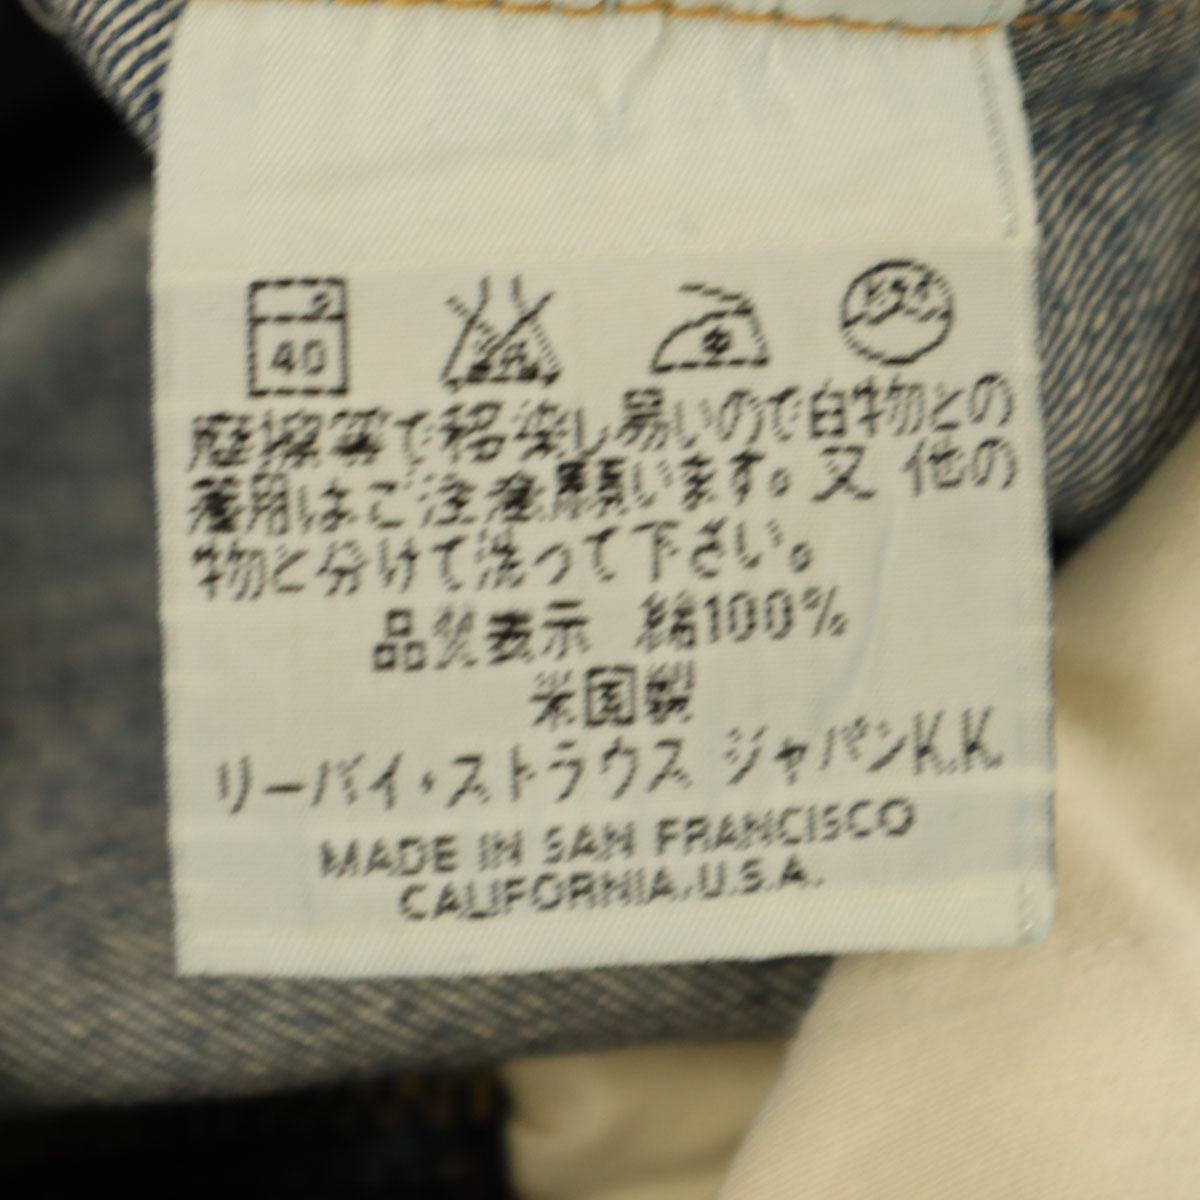 40
ドライ
摩擦等で移染し易いので白物との
着用はご注意願います。又 他の
物と分けて洗って下さい。
品質表示 綿100%
米国製
リーバイ・ストラウス ジャパンK.K.
MADE IN SAN FRANCISCO
CALIFORNIA.U.S.A.